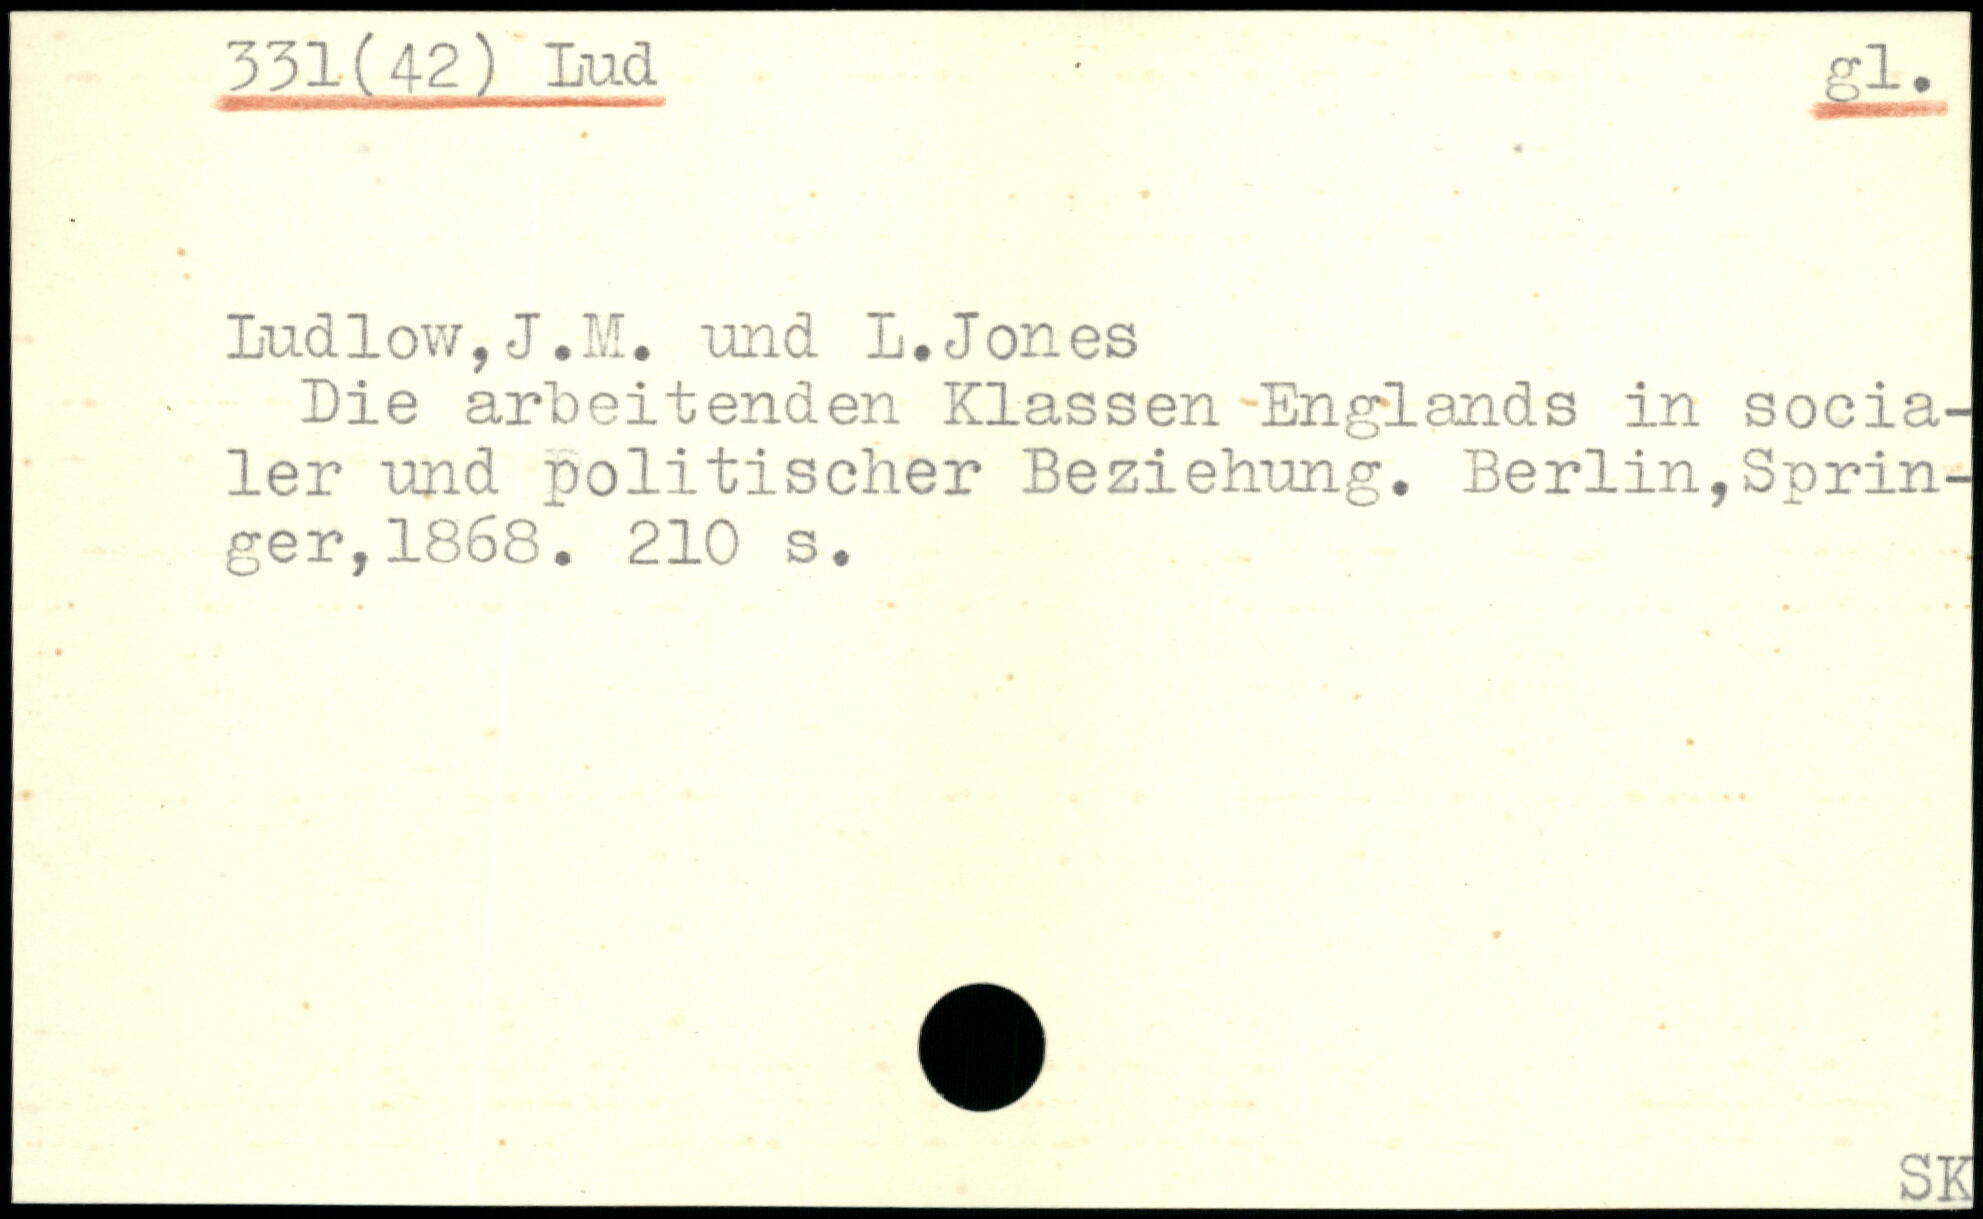 331(42) Lud gl.
Ludlow,J.M. und L.Jones
Die arbeitenden Klassen Englands in socia-
ler und politischer Beziehung. Berlin,Sprin-
ger,1868. 210 s.
SK